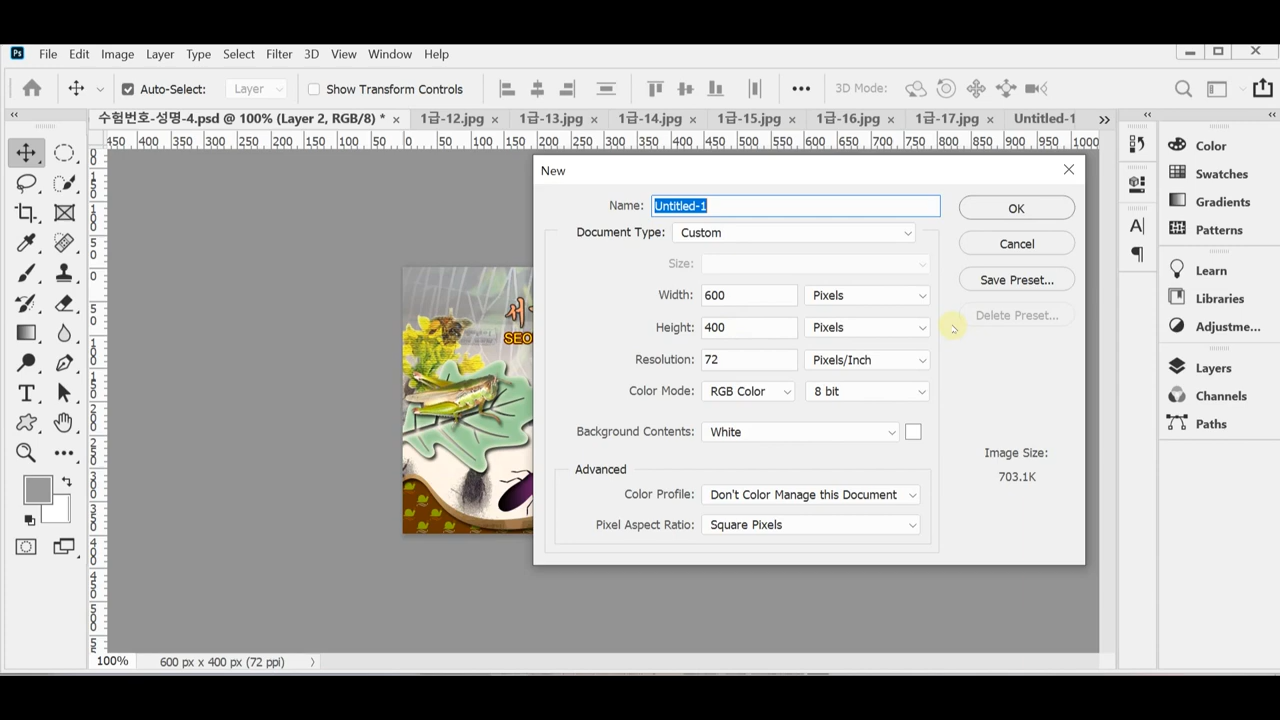 Ps File Edit Image Layer Type Select Filter 3D View Window Help
Auto-Select: Layer Show Transform Controls 3D Mode:
수험번호-성명-4.psd @ 100% (Layer 2, RGB/8) * 1급-12.jpg 1급-13.jpg 1급-14.jpg 1급-15.jpg 1급-16.jpg 1급-17.jpg Untitled-1
450 400 350 300 250 200 150 100 50 0 50 100 150 200 250 300 350 400 450 500 550 600 650 700 750 800 850 900 950 1000
New
Name: Untitled-1 OK
Document Type: Custom Cancel
Size:
Save Preset...
Width: 600 Pixels
Delete Preset...
Height: 400 Pixels
Resolution: 72 Pixels/Inch
Color Mode: RGB Color 8 bit
Background Contents: White
Image Size:
703.1K
Advanced
Color Profile: Don't Color Manage this Document
Pixel Aspect Ratio: Square Pixels
Color
Swatches
Gradients
Patterns
Learn
Libraries
Adjustme...
Layers
Channels
Paths
SEO
100% 600 px x 400 px (72 ppi)